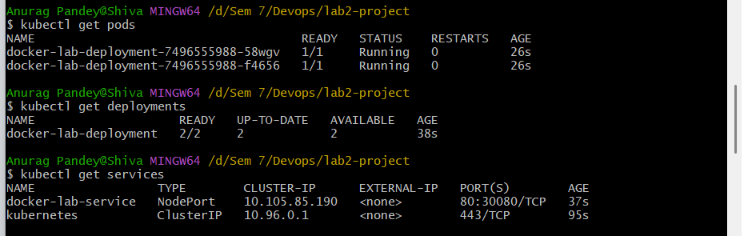 Anurag Pandey@Shiva MINGW64 /d/Sem 7/Devops/lab2-project
$ kubectl get pods
NAME READY STATUS RESTARTS AGE
docker-lab-deployment-7496555988-58wgv 1/1 Running 0 26s
docker-lab-deployment-7496555988-f4656 1/1 Running 0 26s
Anurag Pandey@Shiva MINGW64 /d/Sem 7/Devops/lab2-project
$ kubectl get deployments
NAME READY UP-TO-DATE AVAILABLE AGE
docker-lab-deployment 2/2 2 2 38s
Anurag Pandey@Shiva MINGW64 /d/Sem 7/Devops/lab2-project
$ kubectl get services
NAME TYPE CLUSTER-IP EXTERNAL-IP PORT(S) AGE
docker-lab-service NodePort 10.105.85.190 <none> 80:30080/TCP 37s
kubernetes ClusterIP 10.96.0.1 <none> 443/TCP 95s